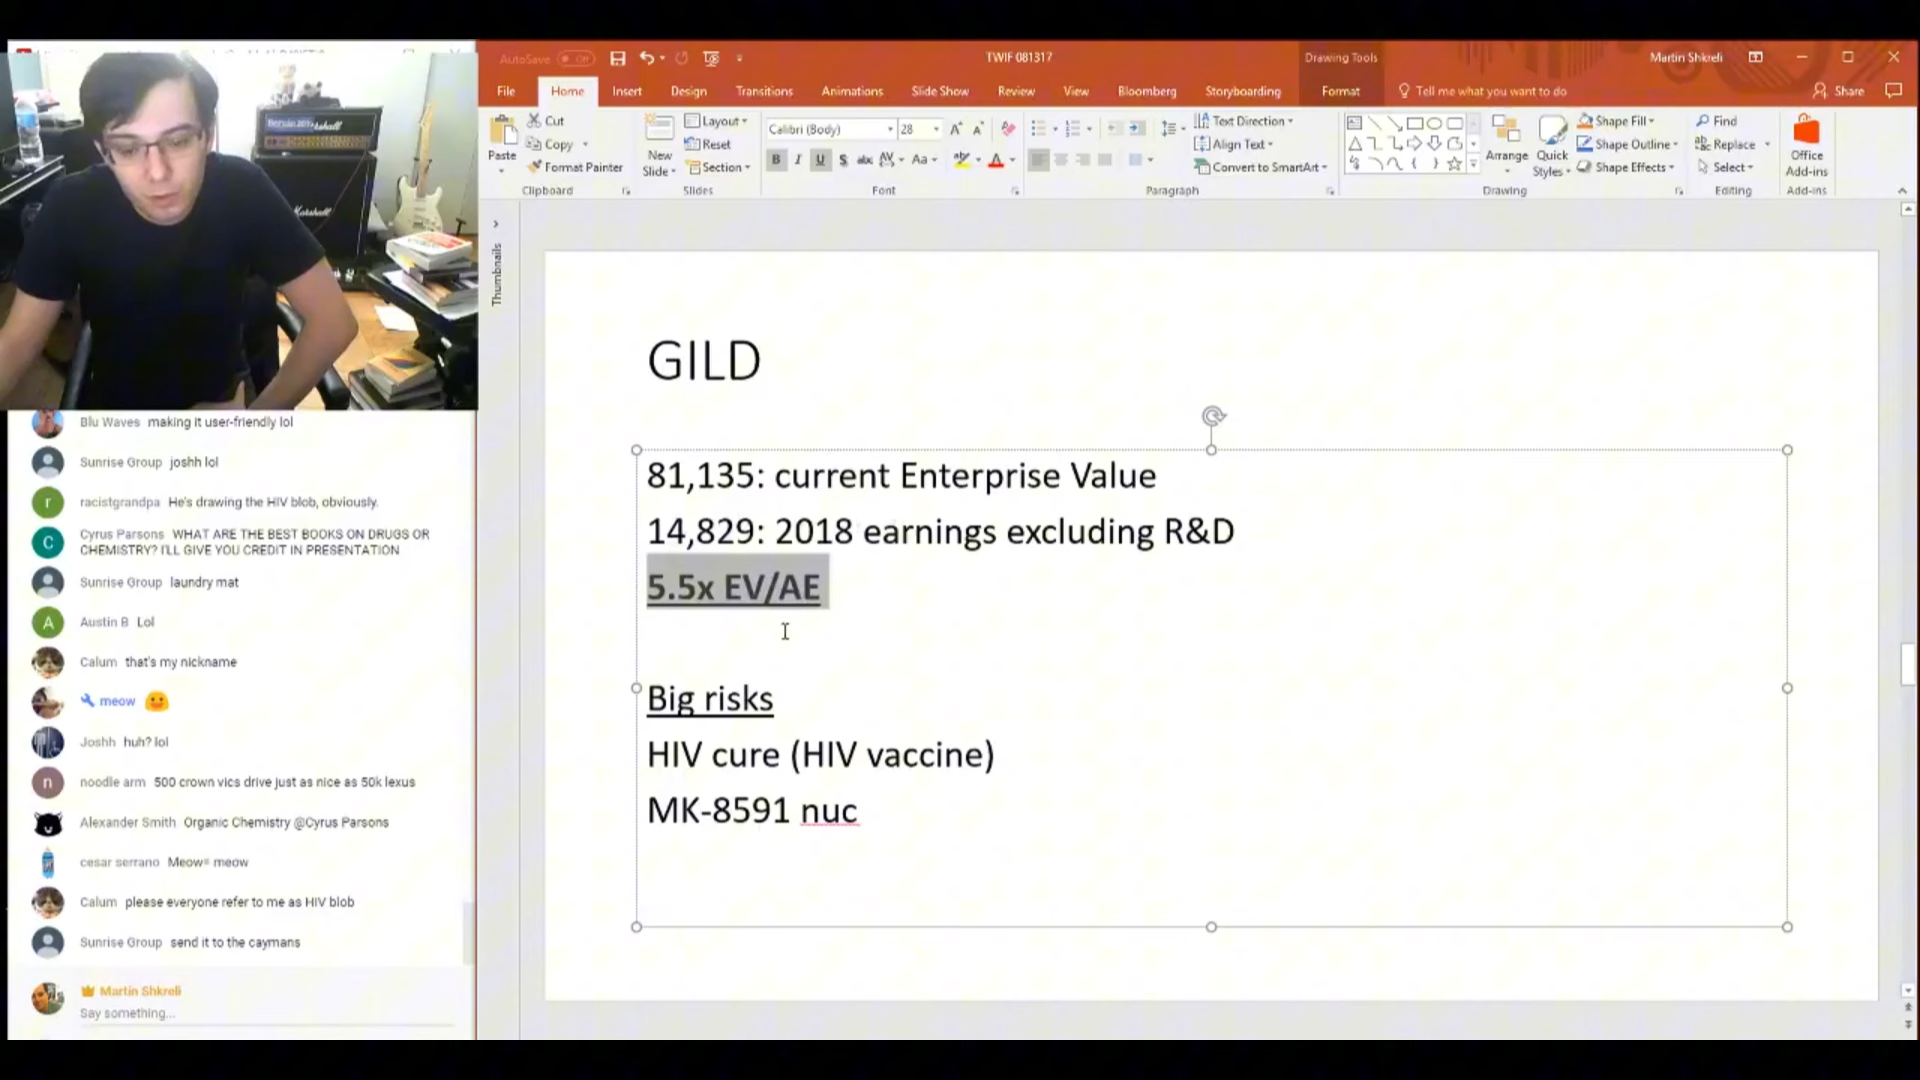 AutoSave Off
TWIF 081317
Drawing Tools
Martin Shkreli
File Home Insert Design Transitions Animations Slide Show Review View Bloomberg Storyboarding Format Tell me what you want to do Share
Paste
Cut
Copy
Format Painter
Clipboard
New
Slide
Layout
Reset
Section
Slides
Calibri (Body) 28
B I U S abc AV Aa A
Font
Text Direction
Align Text
Convert to SmartArt
Paragraph
Arrange
Quick
Styles
Shape Fill
Shape Outline
Shape Effects
Drawing
Find
Replace
Select
Editing
Office
Add-ins
Add-ins
Thumbnails
Marshall
GILD
81,135: current Enterprise Value
14,829: 2018 earnings excluding R&D
5.5x EV/AE
Big risks
HIV cure (HIV vaccine)
MK-8591 nuc
Blu Waves making it user-friendly lol
Sunrise Group joshh lol
r racistgrandpa He's drawing the HIV blob, obviously.
C Cyrus Parsons WHAT ARE THE BEST BOOKS ON DRUGS OR
CHEMISTRY? I'LL GIVE YOU CREDIT IN PRESENTATION
Sunrise Group laundry mat
A Austin B Lol
Calum that's my nickname
meow
Joshh huh? lol
n noodle arm 500 crown vics drive just as nice as 50k lexus
Alexander Smith Organic Chemistry @Cyrus Parsons
cesar serrano Meow= meow
Calum please everyone refer to me as HIV blob
Sunrise Group send it to the caymans
Martin Shkreli
Say something...